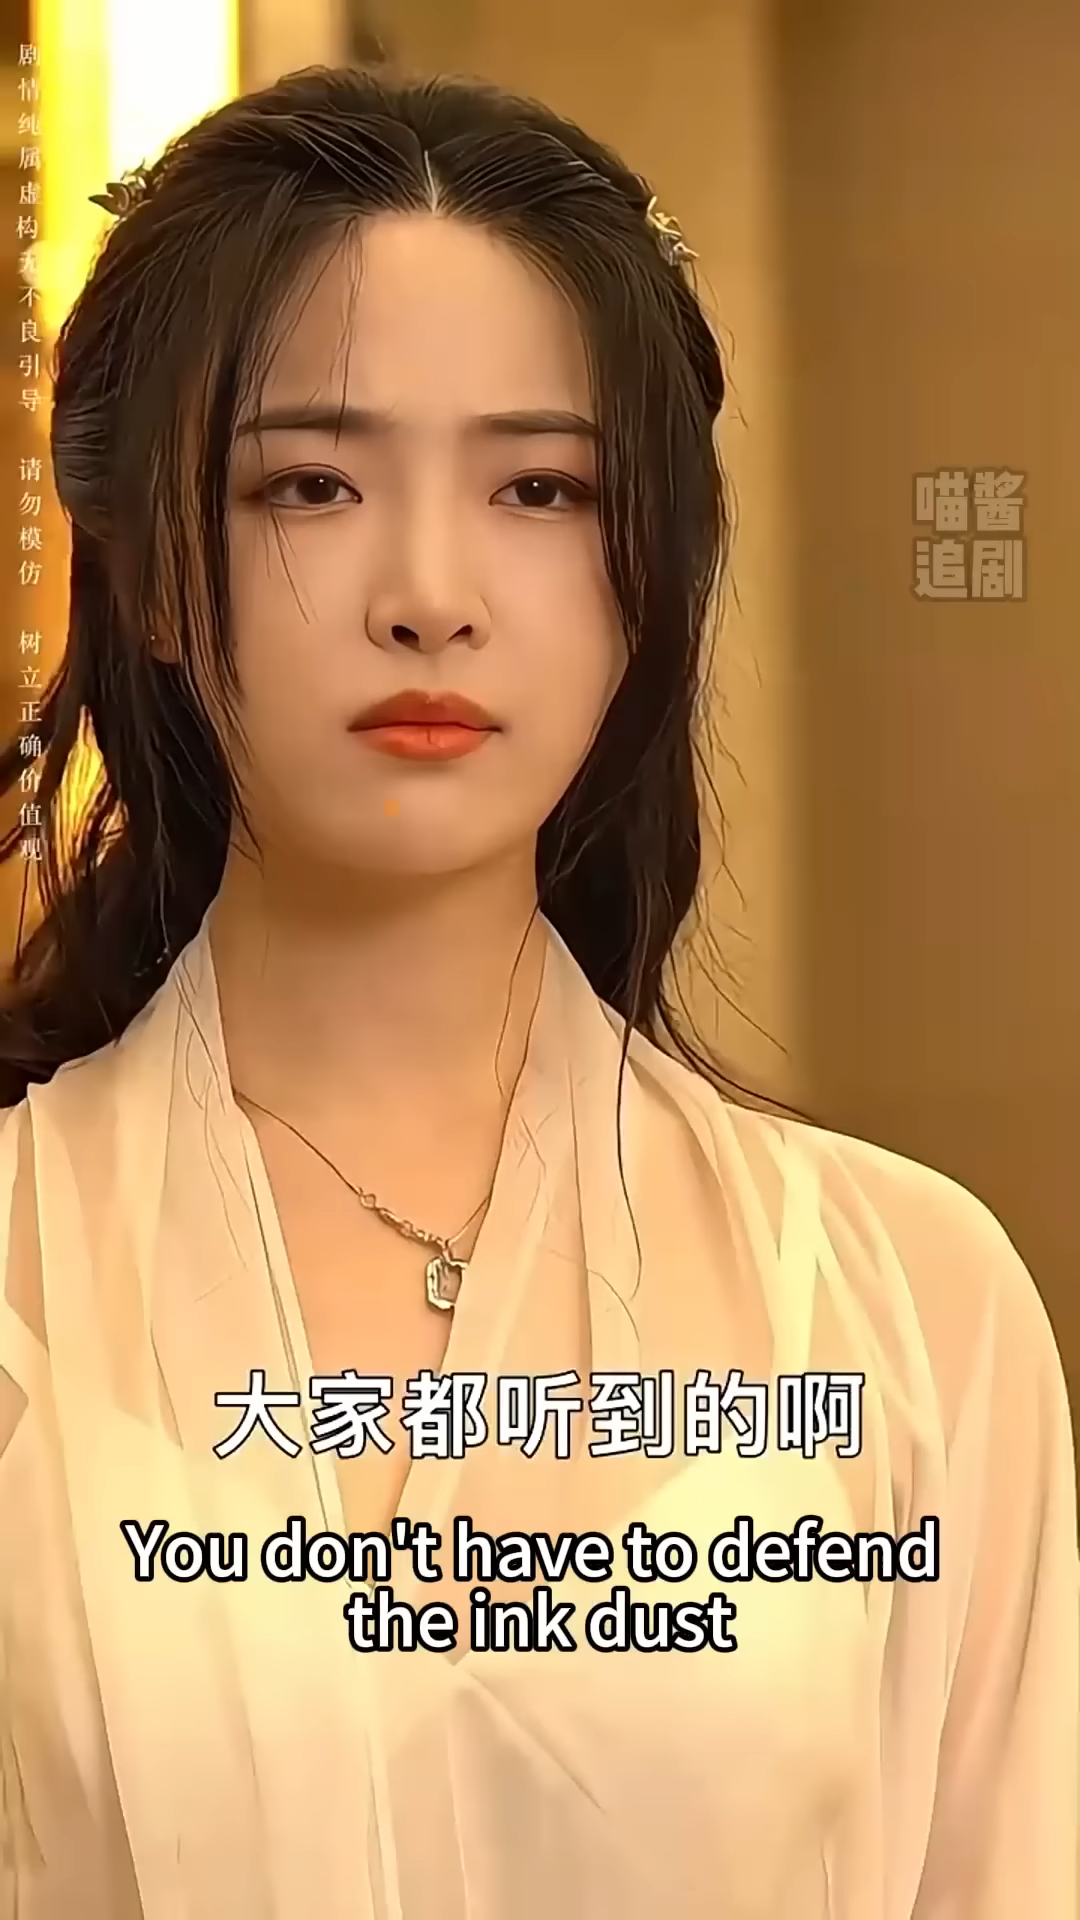 剧情纯属虚构无不良引导 请勿模仿 树立正确价值观
喵酱
追剧
大家都听到的啊
You don't have to defend
the ink dust